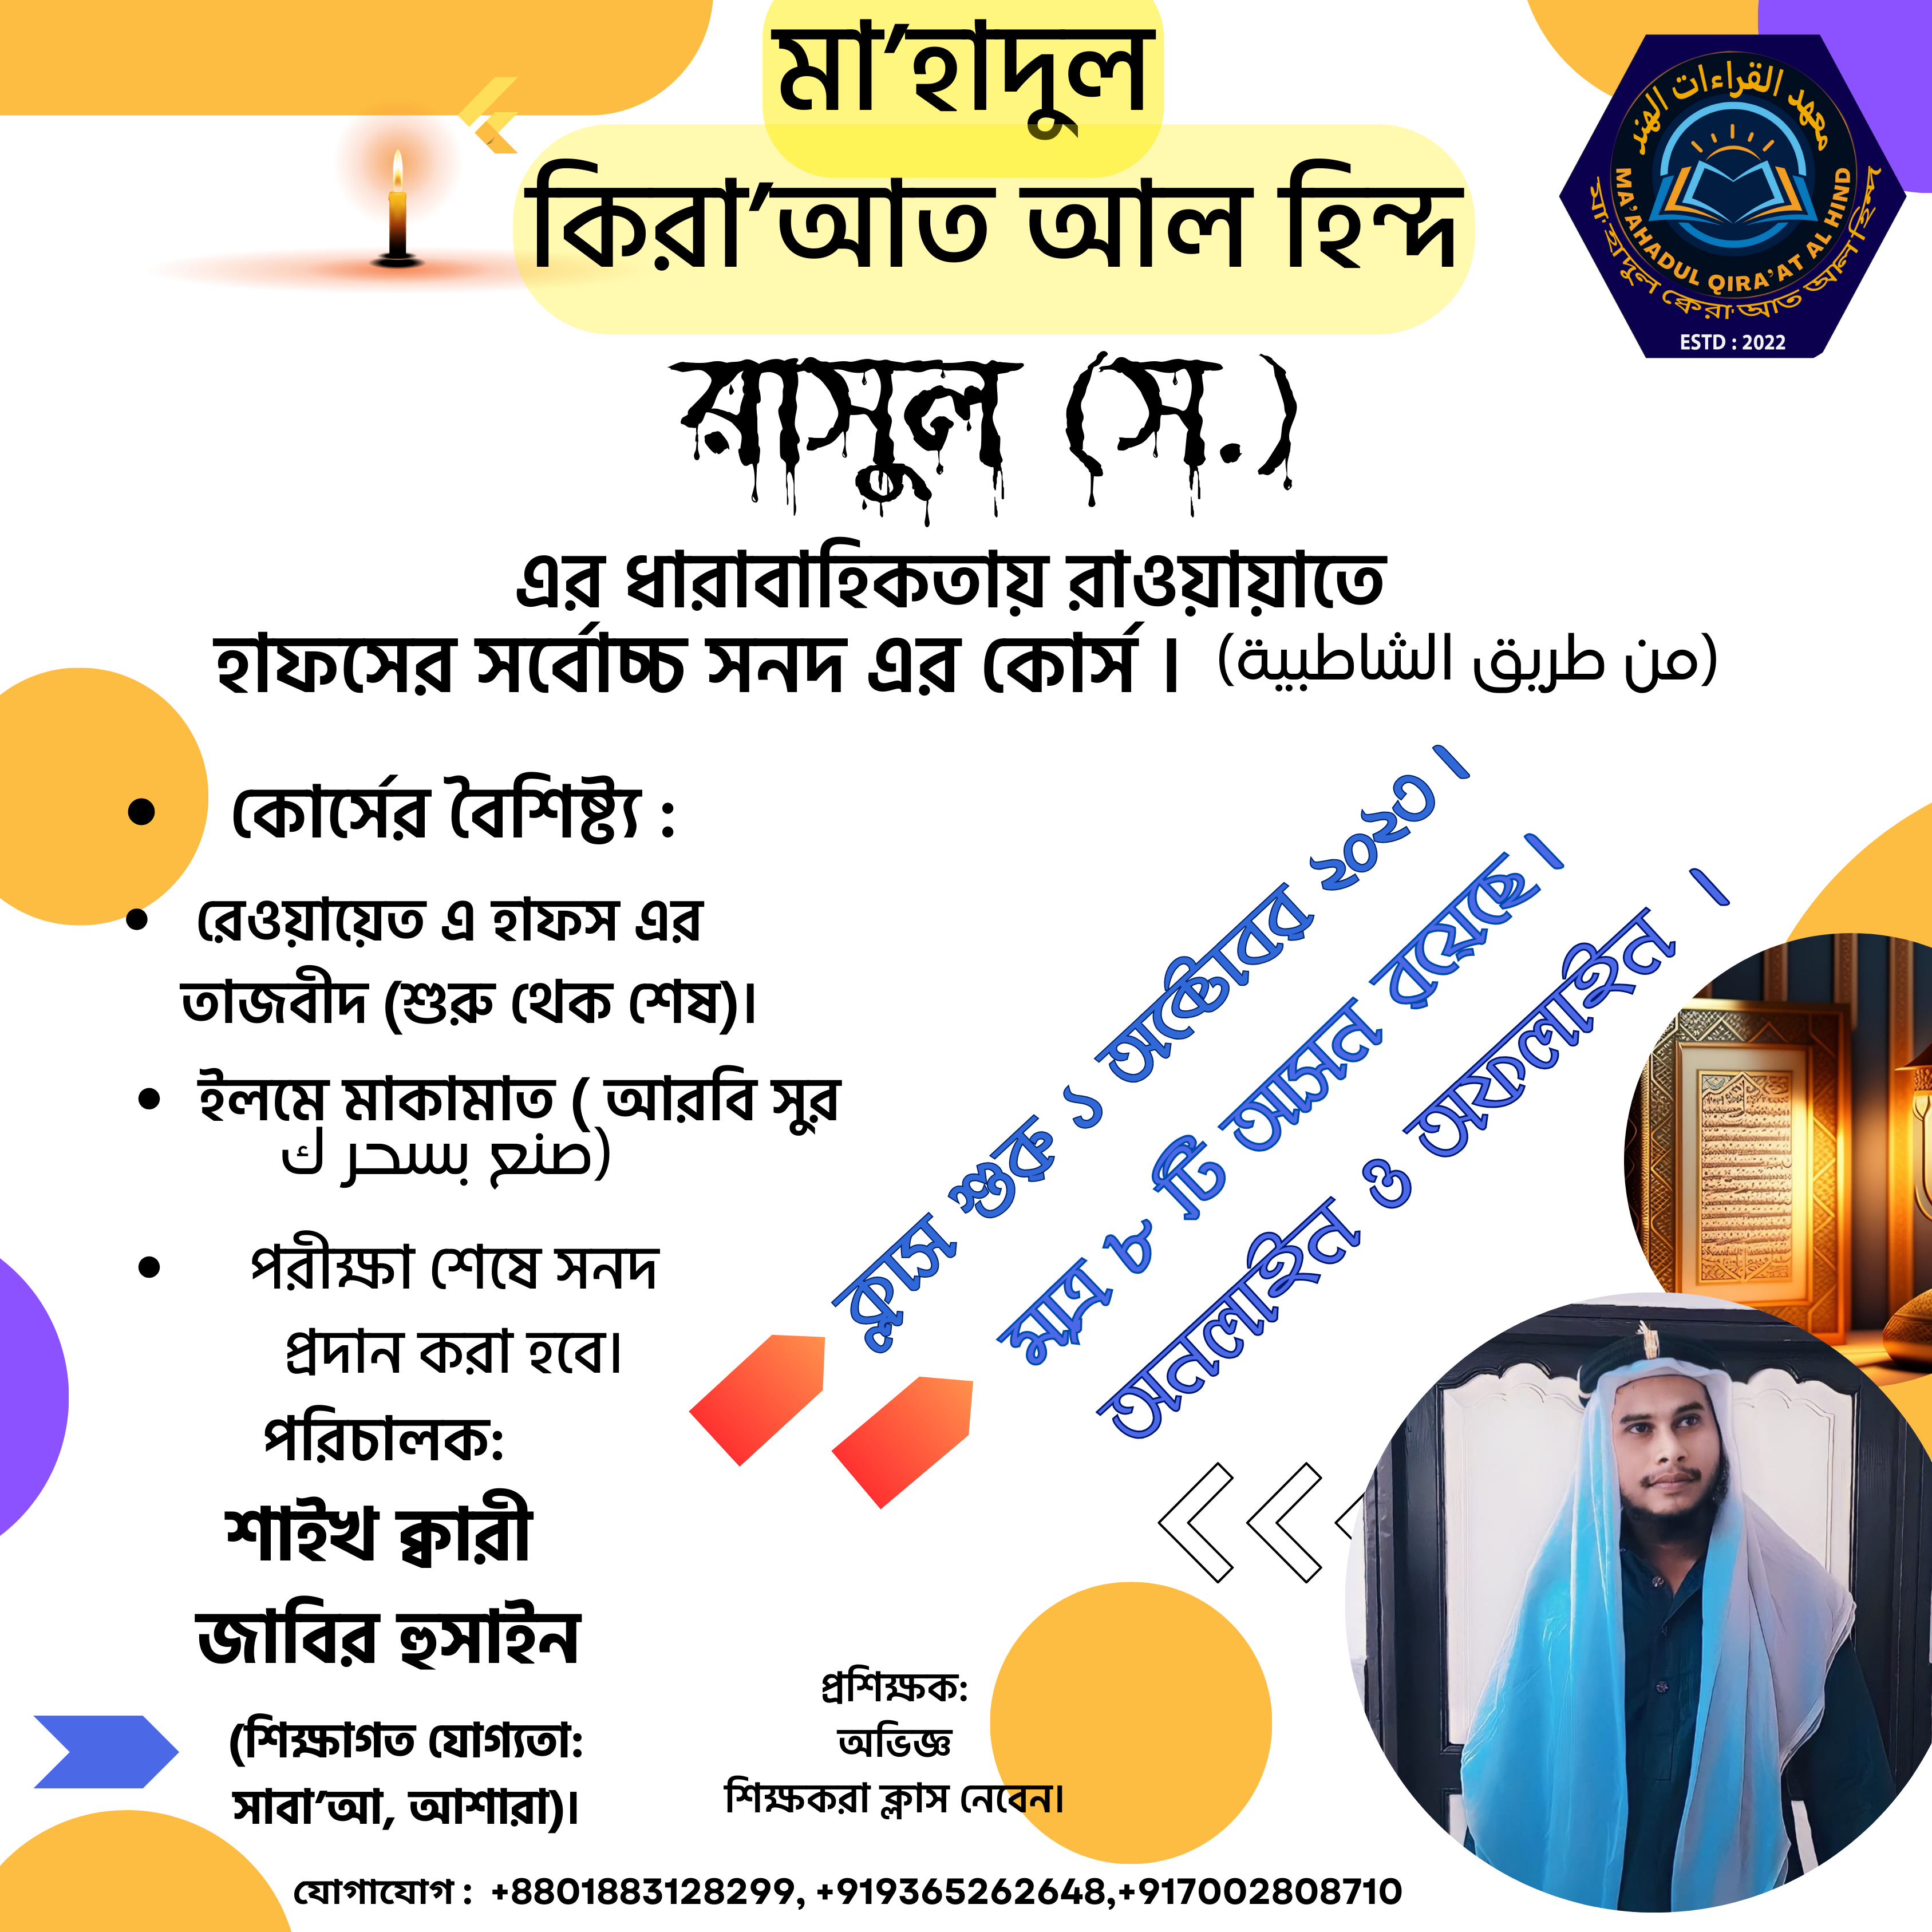 মা’হাদুল
কিরা’আত আল হিন্দ
معهد القراءات الهند
MA’AHADUL QIRA’AT AL HIND
মা'হাদুল ক্বেরা'আত আল হিন্দ
ESTD : 2022
রাসুল (স.)
এর ধারাবাহিকতায় রাওয়ায়াতে
হাফসের সর্বোচ্চ সনদ এর কোর্স । (من طريق الشاطبية)
• কোর্সের বৈশিষ্ট্য :
• রেওয়ায়েত এ হাফস এর
তাজবীদ (শুরু থেক শেষ)।
• ইলমে মাকামাত ( আরবি সুর
(صنع بسحر ك
• পরীক্ষা শেষে সনদ
প্রদান করা হবে।
ক্লাস শুরু ১ অক্টোবর ২০২৩ ।
মাত্র ৮ টি আসন রয়েছে।
অনলাইন ও অফলাইন ।
পরিচালক:
শাইখ ক্বারী
জাবির হুসাইন
(শিক্ষাগত যোগ্যতা:
সাবা’আ, আশারা)।
প্রশিক্ষক:
অভিজ্ঞ
শিক্ষকরা ক্লাস নেবেন।
যোগাযোগ : +8801883128299, +919365262648,+917002808710